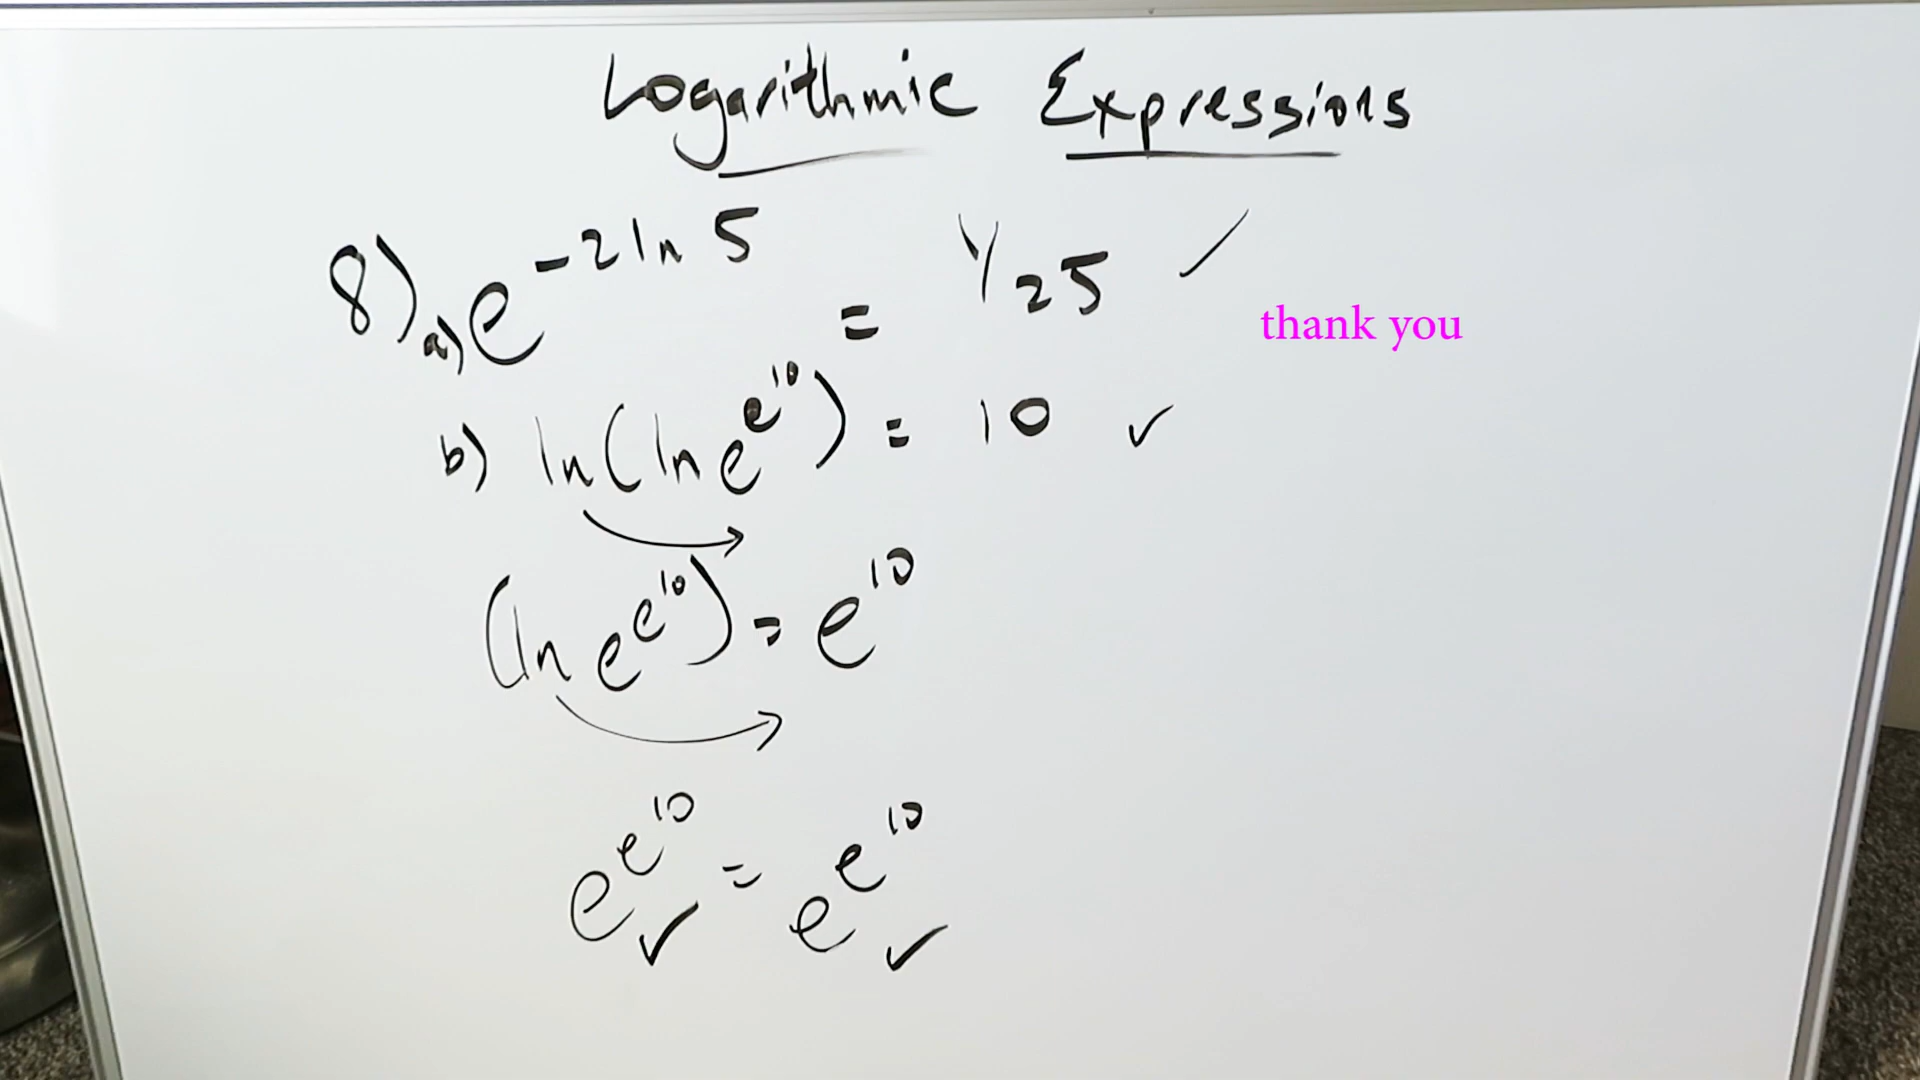 Logarithmic Expressions
8) a) e^{-2 ln 5} = 1/25 ✓
thank you
b) ln(ln e^{e^{10}}) = 10 ✓
(ln e^{e^{10}}) = e^{10}
e^{e^{10}} ✓ = e^{e^{10}} ✓